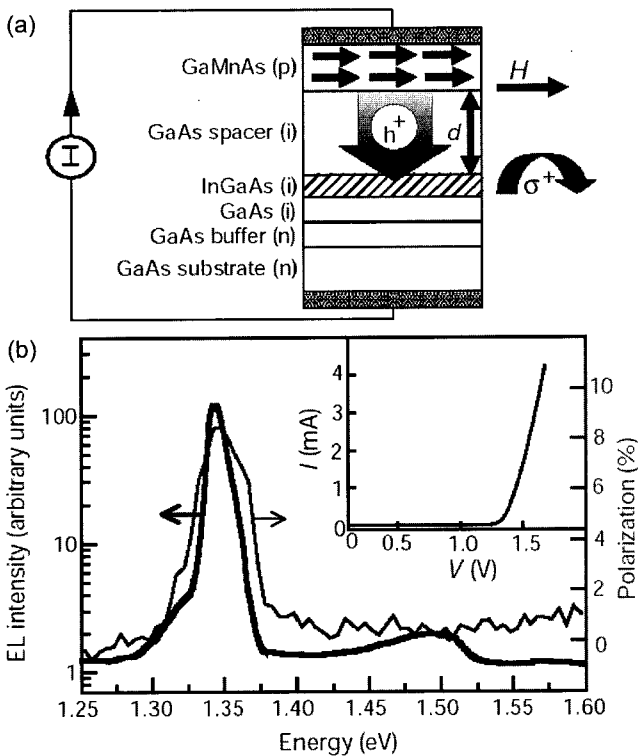 (a)
GaMnAs (p)
H
GaAs spacer (i)
h+
d
I
InGaAs (i)
σ+
GaAs (i)
GaAs buffer (n)
GaAs substrate (n)
(b)
EL intensity (arbitrary units)
100
10
1
I (mA)
4
3
2
1
0
0 0.5 1.0 1.5
V (V)
Polarization (%)
10
8
6
4
2
0
1.25 1.30 1.35 1.40 1.45 1.50 1.55 1.60
Energy (eV)